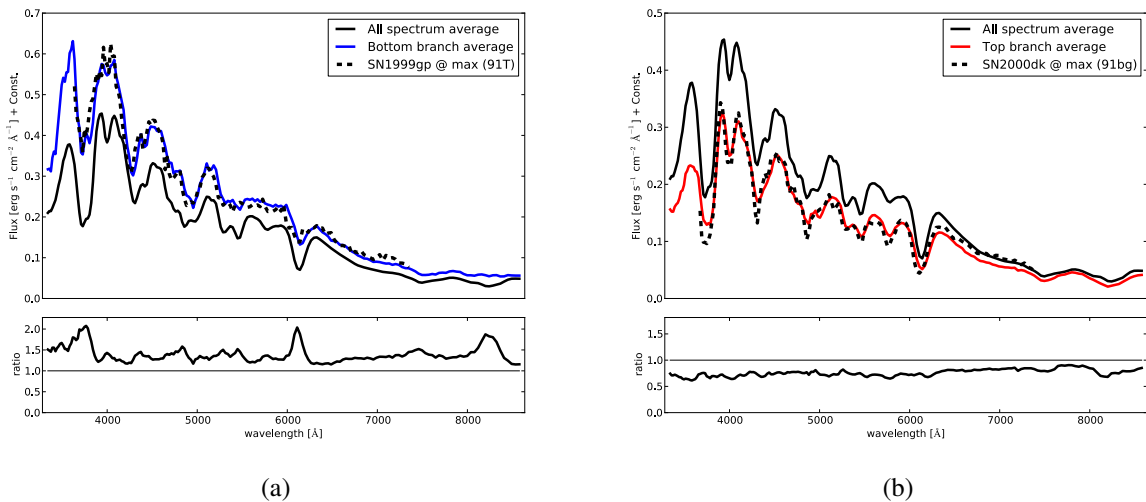 0.7
0.6
0.5
0.4
0.3
0.2
0.1
0.0
Flux [erg s⁻¹ cm⁻² Å⁻¹] + Const.
All spectrum average
Bottom branch average
SN1999gp @ max (91T)
2.0
1.5
1.0
0.5
0.0
ratio
4000 5000 6000 7000 8000
wavelength [Å]
(a)
0.5
0.4
0.3
0.2
0.1
0.0
Flux [erg s⁻¹ cm⁻² Å⁻¹] + Const.
All spectrum average
Top branch average
SN2000dk @ max (91bg)
1.5
1.0
0.5
0.0
ratio
4000 5000 6000 7000 8000
wavelength [Å]
(b)